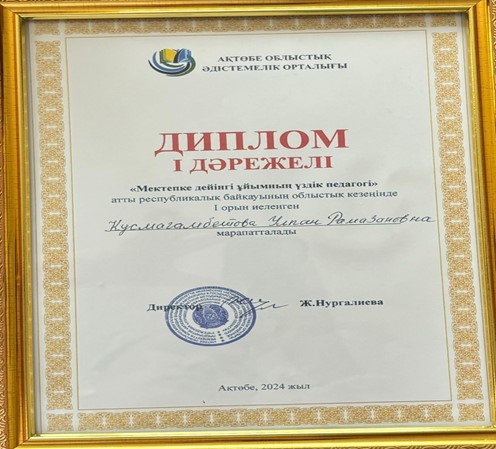 АҚТӨБЕ ОБЛЫСТЫҚ
ӘДІСТЕМЕЛІК ОРТАЛЫҒЫ
ДИПЛОМ
І ДӘРЕЖЕЛІ
«Мектепке дейінгі ұйымның үздік педагогі»
атты республикалық байқауының облыстық кезеңінде
І орын иеленген
Кусмагамбетова Улпан Рамазановна
марапатталады
Директор Ж.Нургалиева
Ақтөбе, 2024 жыл